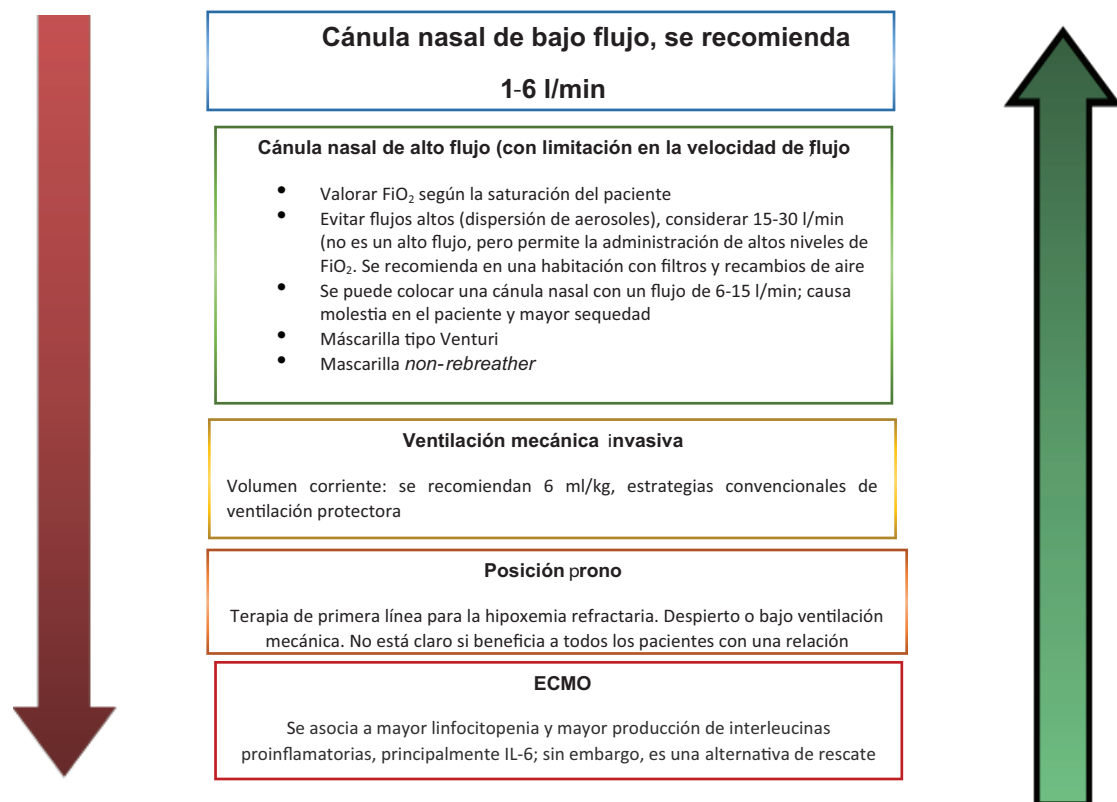 Cánula nasal de bajo flujo, se recomienda
1-6 l/min
Cánula nasal de alto flujo (con limitación en la velocidad de flujo
• Valorar FiO₂ según la saturación del paciente
• Evitar flujos altos (dispersión de aerosoles), considerar 15-30 l/min
(no es un alto flujo, pero permite la administración de altos niveles de
FiO₂. Se recomienda en una habitación con filtros y recambios de aire
• Se puede colocar una cánula nasal con un flujo de 6-15 l/min; causa
molestia en el paciente y mayor sequedad
• Máscarilla tipo Venturi
• Mascarilla non-rebreather
Ventilación mecánica invasiva
Volumen corriente: se recomiendan 6 ml/kg, estrategias convencionales de
ventilación protectora
Posición prono
Terapia de primera línea para la hipoxemia refractaria. Despierto o bajo ventilación
mecánica. No está claro si beneficia a todos los pacientes con una relación
ECMO
Se asocia a mayor linfocitopenia y mayor producción de interleucinas
proinflamatorias, principalmente IL-6; sin embargo, es una alternativa de rescate